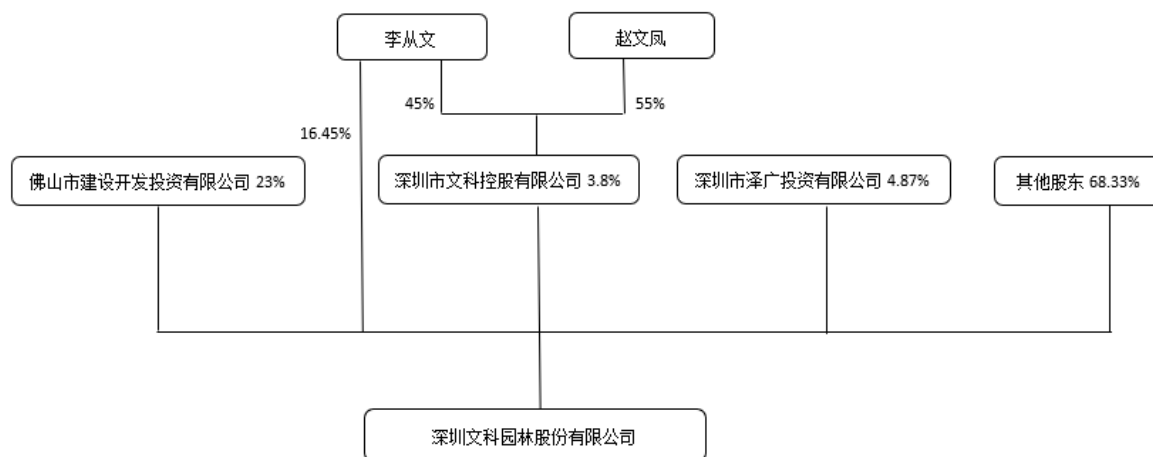 李从文
赵文凤
45%
55%
16.45%
佛山市建设开发投资有限公司 23%
深圳市文科控股有限公司 3.8%
深圳市泽广投资有限公司 4.87%
其他股东 68.33%
深圳文科园林股份有限公司